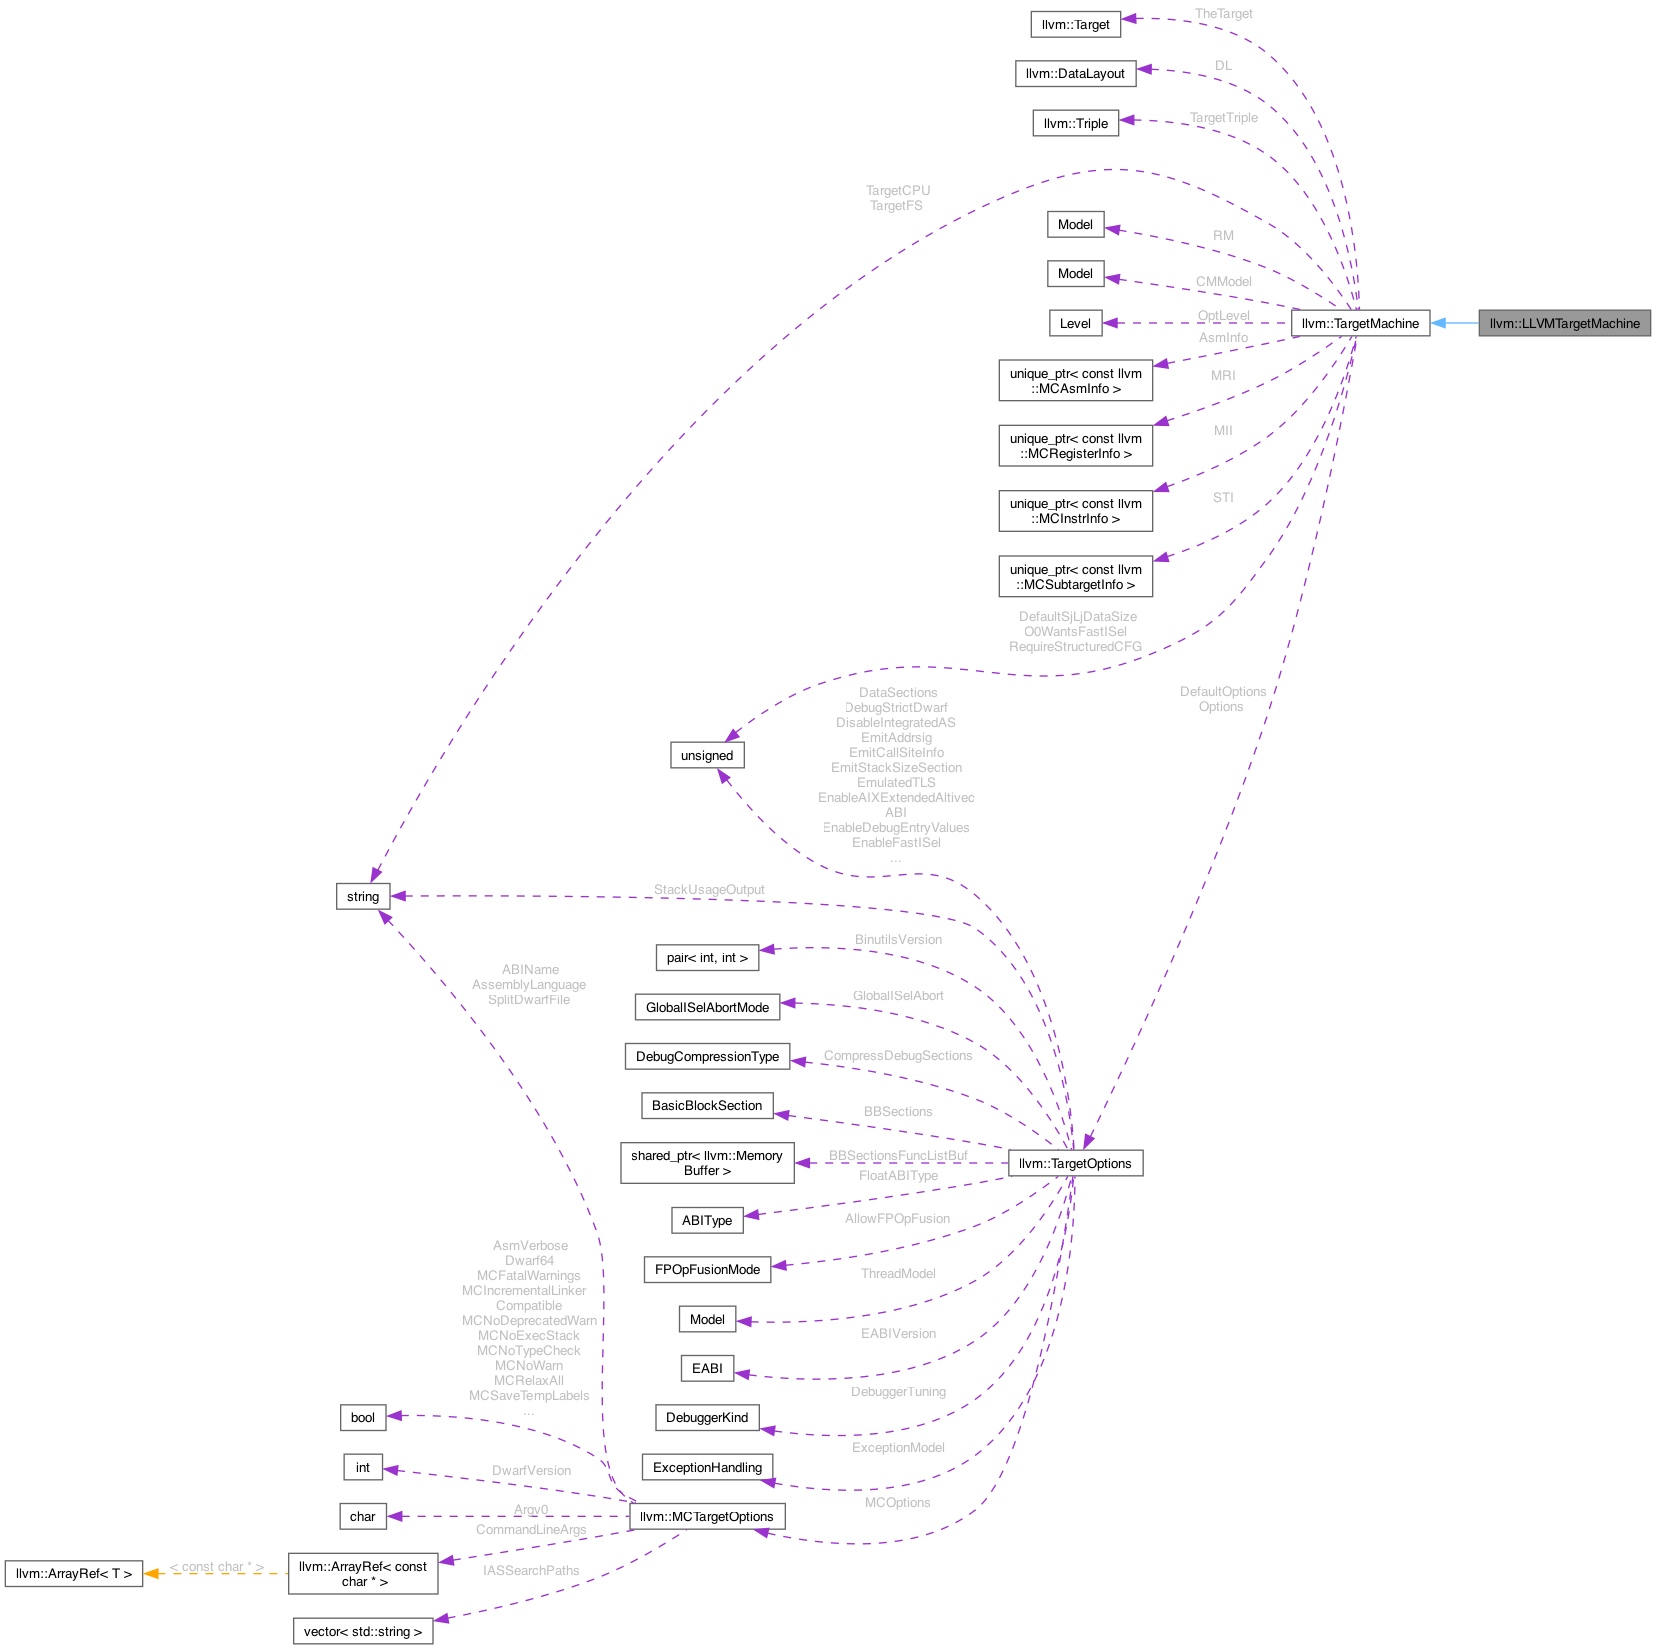 TheTarget
llvm::Target
DL
llvm::DataLayout
TargetTriple
llvm::Triple
TargetCPU
TargetFS
Model
RM
Model
CMModel
Level
OptLevel
llvm::TargetMachine
llvm::LLVMTargetMachine
AsmInfo
unique_ptr< const llvm
::MCAsmInfo >
MRI
unique_ptr< const llvm
::MCRegisterInfo >
MII
unique_ptr< const llvm
::MCInstrInfo >
STI
unique_ptr< const llvm
::MCSubtargetInfo >
DefaultSjLjDataSize
O0WantsFastISel
RequireStructuredCFG
DefaultOptions
Options
DataSections
DebugStrictDwarf
DisableIntegratedAS
EmitAddrsig
EmitCallSiteInfo
EmitStackSizeSection
EmulatedTLS
EnableAIXExtendedAltivec
ABI
EnableDebugEntryValues
EnableFastISel
...
unsigned
string
StackUsageOutput
ABIName
AssemblyLanguage
SplitDwarfFile
pair< int, int >
BinutilsVersion
GlobalISelAbortMode
GlobalISelAbort
DebugCompressionType
CompressDebugSections
BasicBlockSection
BBSections
shared_ptr< llvm::Memory
Buffer >
BBSectionsFuncListBuf
llvm::TargetOptions
FloatABIType
ABIType
AllowFPOpFusion
FPOpFusionMode
ThreadModel
Model
EABIVersion
EABI
DebuggerTuning
DebuggerKind
ExceptionModel
ExceptionHandling
MCOptions
AsmVerbose
Dwarf64
MCFatalWarnings
MCIncrementalLinker
Compatible
MCNoDeprecatedWarn
MCNoExecStack
MCNoTypeCheck
MCNoWarn
MCRelaxAll
MCSaveTempLabels
...
bool
int
DwarfVersion
char
Argv0
llvm::MCTargetOptions
CommandLineArgs
llvm::ArrayRef< T >
< const char * >
llvm::ArrayRef< const
char * >
IASSearchPaths
vector< std::string >